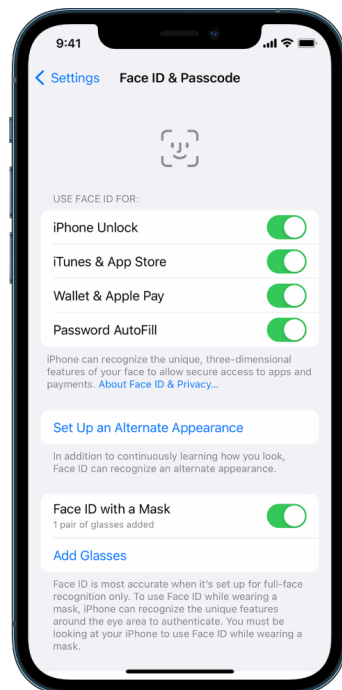 9:41
Settings
Face ID & Passcode
USE FACE ID FOR:
iPhone Unlock
iTunes & App Store
Wallet & Apple Pay
Password AutoFill
iPhone can recognize the unique, three-dimensional
features of your face to allow secure access to apps and
payments. About Face ID & Privacy...
Set Up an Alternate Appearance
In addition to continuously learning how you look,
Face ID can recognize an alternate appearance.
Face ID with a Mask
1 pair of glasses added
Add Glasses
Face ID is most accurate when it's set up for full-face
recognition only. To use Face ID while wearing a
mask, iPhone can recognize the unique features
around the eye area to authenticate. You must be
looking at your iPhone to use Face ID while wearing a
mask.